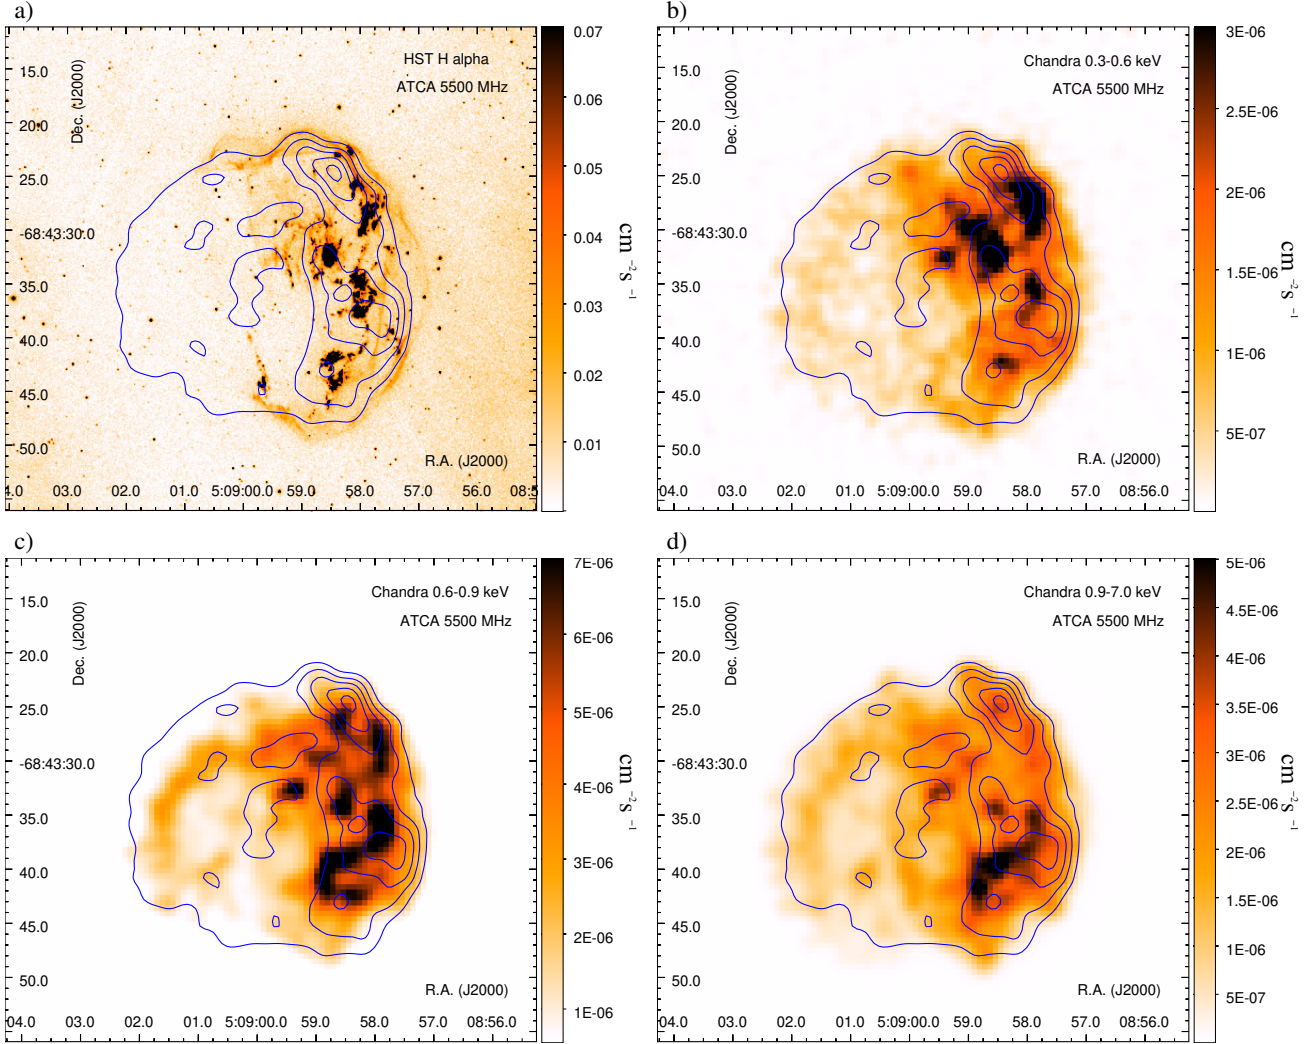 a)
HST H alpha
ATCA 5500 MHz
Dec. (J2000)
15.0
20.0
25.0
-68:43:30.0
35.0
40.0
45.0
50.0
R.A. (J2000)
4.0 03.0 02.0 01.0 5:09:00.0 59.0 58.0 57.0 08:5
0.07
0.06
0.05
0.04
0.03
0.02
0.01
cm⁻²s⁻¹
b)
Chandra 0.3-0.6 keV
ATCA 5500 MHz
Dec. (J2000)
15.0
20.0
25.0
-68:43:30.0
35.0
40.0
45.0
50.0
R.A. (J2000)
04.0 03.0 02.0 01.0 5:09:00.0 59.0 58.0 57.0 08:56.0
3E-06
2.5E-06
2E-06
1.5E-06
1E-06
5E-07
cm⁻²s⁻¹
c)
Chandra 0.6-0.9 keV
ATCA 5500 MHz
Dec. (J2000)
15.0
20.0
25.0
-68:43:30.0
35.0
40.0
45.0
50.0
R.A. (J2000)
04.0 03.0 02.0 01.0 5:09:00.0 59.0 58.0 57.0 08:56.0
7E-06
6E-06
5E-06
4E-06
3E-06
2E-06
1E-06
cm⁻²s⁻¹
d)
Chandra 0.9-7.0 keV
ATCA 5500 MHz
Dec. (J2000)
15.0
20.0
25.0
-68:43:30.0
35.0
40.0
45.0
50.0
R.A. (J2000)
04.0 03.0 02.0 01.0 5:09:00.0 59.0 58.0 57.0 08:56.0
5E-06
4.5E-06
4E-06
3.5E-06
3E-06
2.5E-06
2E-06
1.5E-06
1E-06
5E-07
cm⁻²s⁻¹